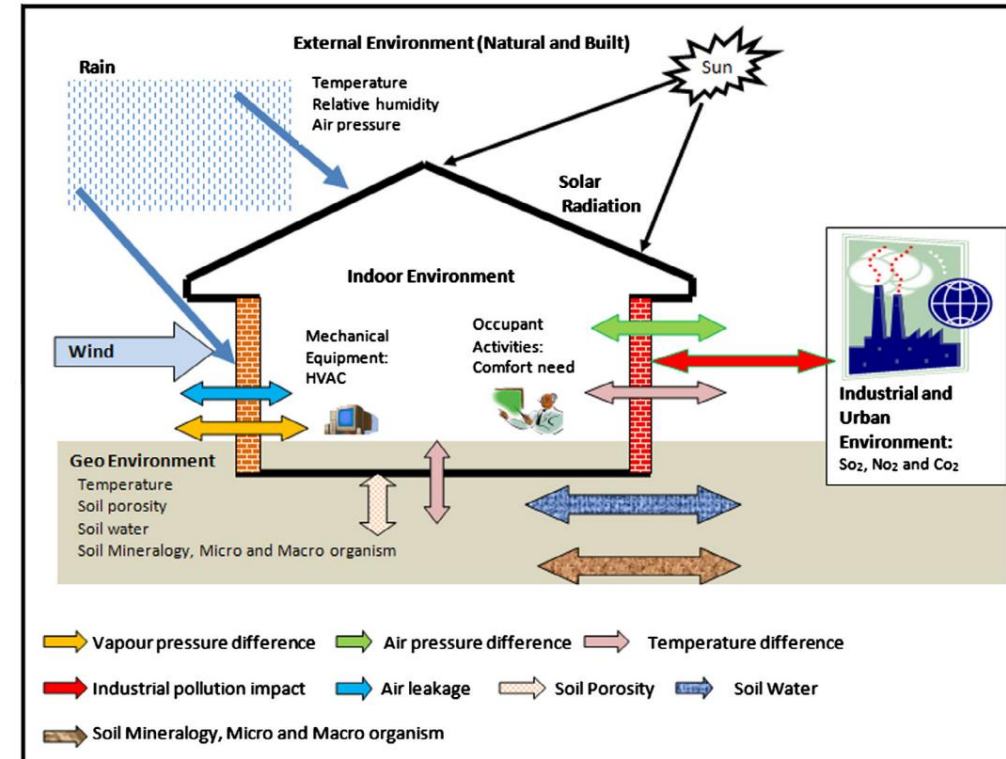 External Environment (Natural and Built)
Rain
Temperature
Relative humidity
Air pressure
Sun
Solar
Radiation
Indoor Environment
Wind
Mechanical
Equipment:
HVAC
Occupant
Activities:
Comfort need
Industrial and
Urban
Environment:
So₂, No₂ and Co₂
Geo Environment
Temperature
Soil porosity
Soil water
Soil Mineralogy, Micro and Macro organism
Vapour pressure difference
Air pressure difference
Temperature difference
Industrial pollution impact
Air leakage
Soil Porosity
Soil Water
Soil Mineralogy, Micro and Macro organism